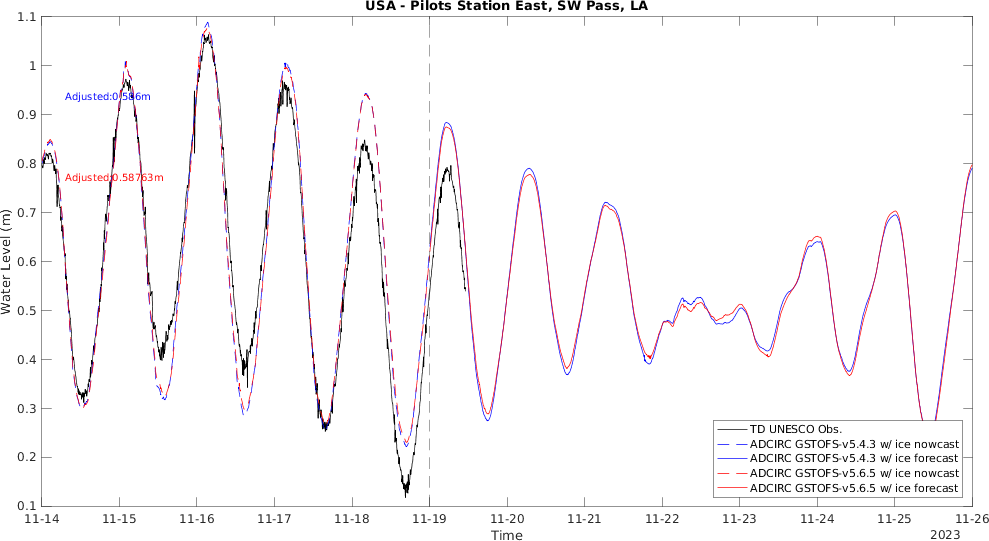 USA - Pilots Station East, SW Pass, LA
1.1
1
0.9
0.8
0.7
0.6
0.5
0.4
0.3
0.2
0.1
Water Level (m)
Adjusted:0.586m
Adjusted:0.58763m
TD UNESCO Obs.
ADCIRC GSTOFS-v5.4.3 w/ ice nowcast
ADCIRC GSTOFS-v5.4.3 w/ ice forecast
ADCIRC GSTOFS-v5.6.5 w/ ice nowcast
ADCIRC GSTOFS-v5.6.5 w/ ice forecast
11-14 11-15 11-16 11-17 11-18 11-19 11-20 11-21 11-22 11-23 11-24 11-25 11-26
Time
2023